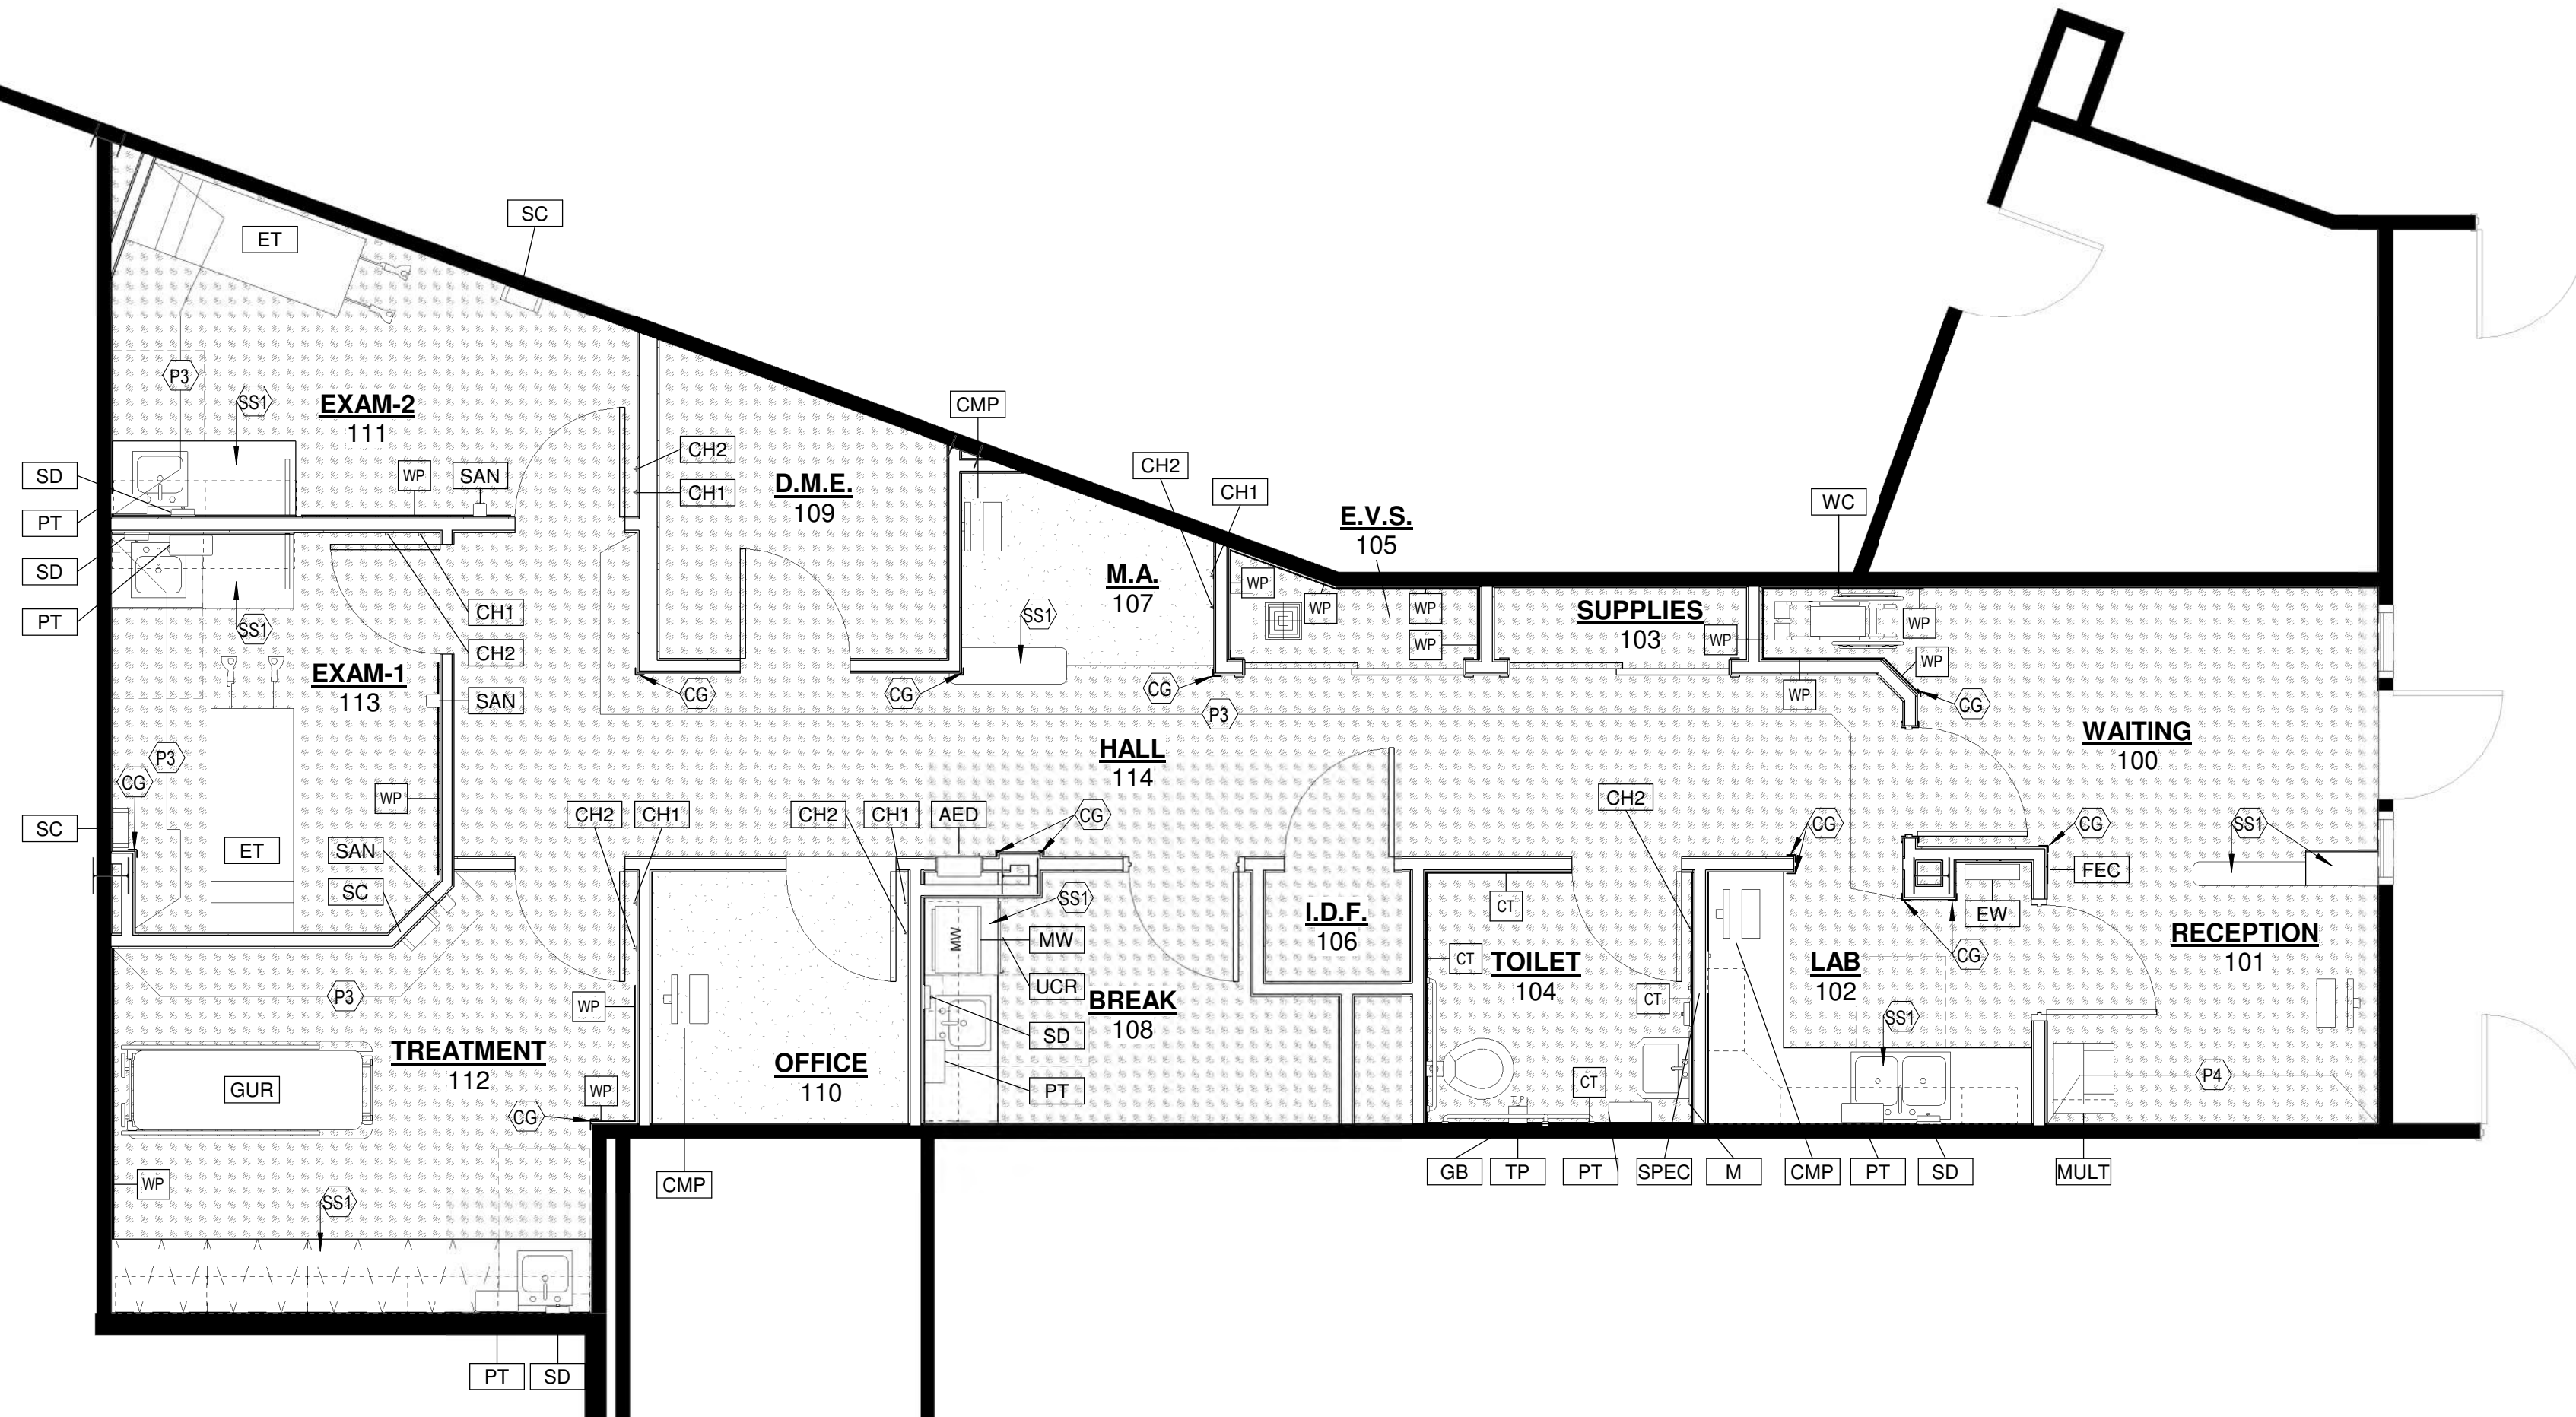 SC
ET
P3
SS1
EXAM-2
111
CMP
CH2
CH1
SD
WP
SAN
PT
D.M.E.
109
CH2
CH1
E.V.S.
105
WC
SD
PT
SS1
CH1
CH2
EXAM-1
113
SAN
CG
CG
M.A.
107
SS1
CG
WP
WP
WP
WP
SUPPLIES
103
WP
WP
WP
WP
CG
P3
HALL
114
WAITING
100
P3
CG
WP
SC
ET
SAN
SC
CH2
CH1
CH2
CH1
AED
CG
CH2
CG
CG
SS1
FEC
SS1
MW
MW
UCR
BREAK
108
SD
PT
I.D.F.
106
CT
CT
TOILET
104
CT
CT
T.P.
LAB
102
EW
CG
SS1
RECEPTION
101
P4
P3
WP
TREATMENT
112
GUR
WP
CG
OFFICE
110
WP
SS1
CMP
GB
TP
PT
SPEC
M
CMP
PT
SD
MULT
PT
SD